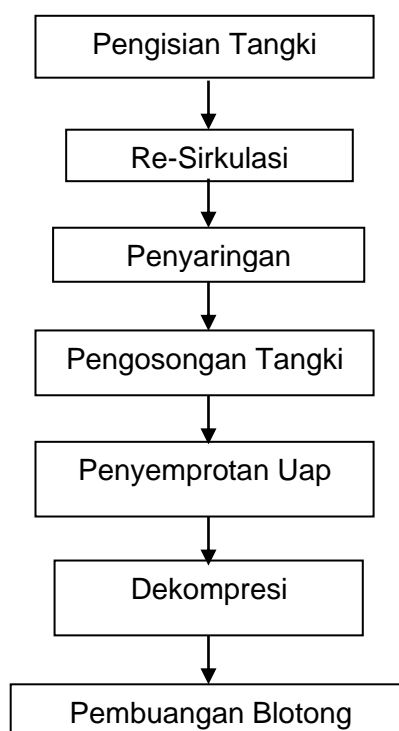 Pengisian Tangki
Re-Sirkulasi
Penyaringan
Pengosongan Tangki
Penyemprotan Uap
Dekompresi
Pembuangan Blotong